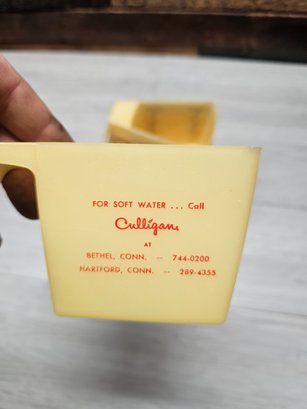 FOR SOFT WATER ... Call
Culligan
AT
BETHEL, CONN. -- 744-0200
HARTFORD, CONN. -- 289-4355